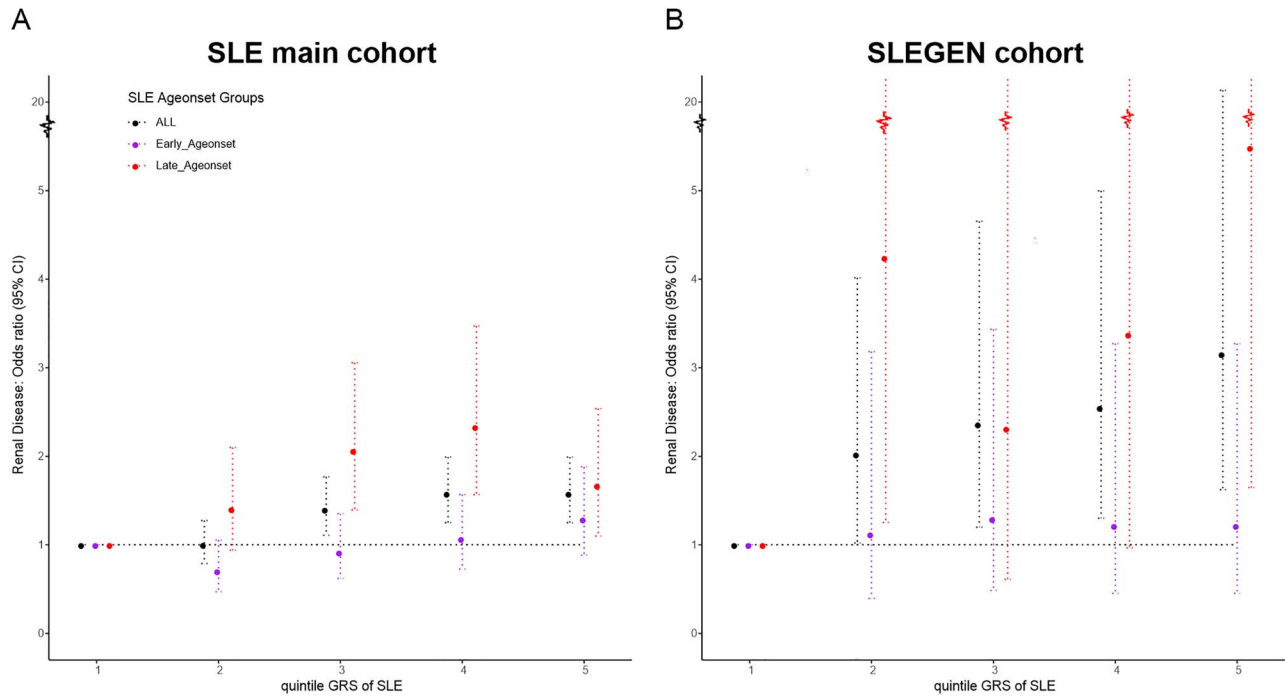 A
SLE main cohort
SLE Ageonset Groups
ALL
Early_Ageonset
Late_Ageonset
20
5
4
3
2
1
0
Renal Disease: Odds ratio (95% CI)
1 2 3 4 5
quintile GRS of SLE
B
SLEGEN cohort
20
5
4
3
2
1
0
Renal Disease: Odds ratio (95% CI)
1 2 3 4 5
quintile GRS of SLE